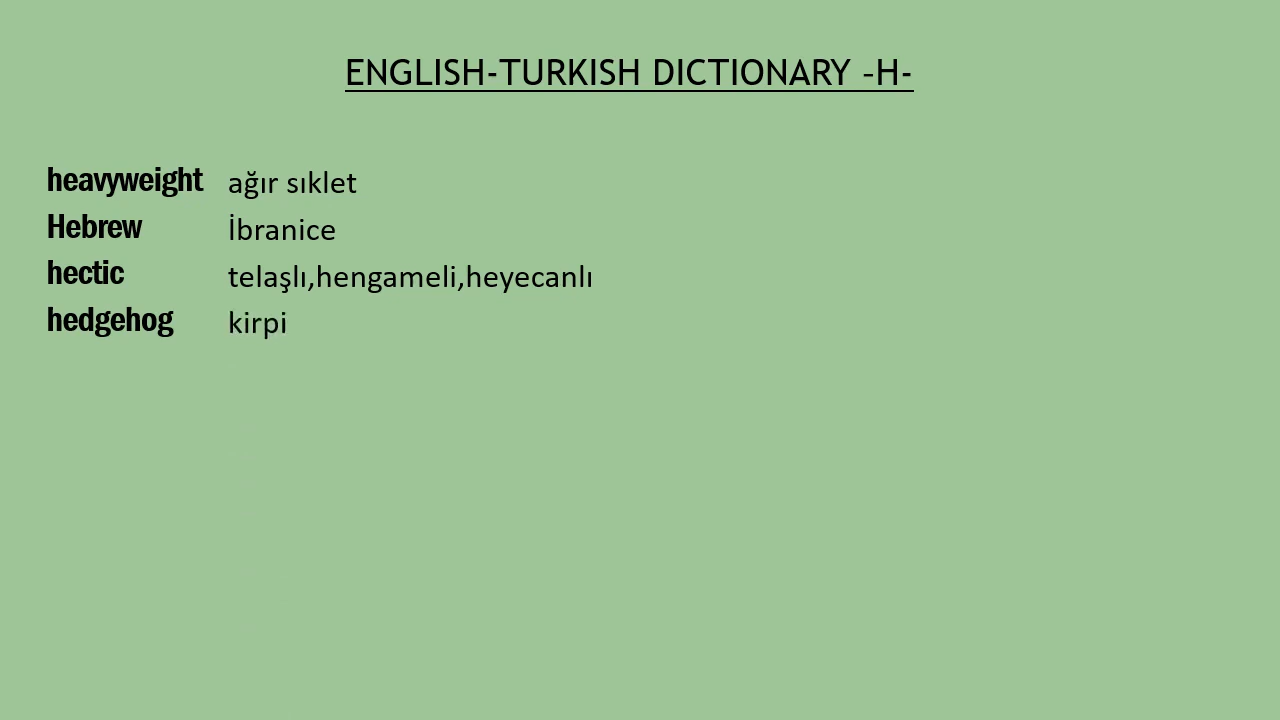 ENGLISH-TURKISH DICTIONARY –H-
heavyweight ağır sıklet
Hebrew İbranice
hectic telaşlı,hengameli,heyecanlı
hedgehog kirpi